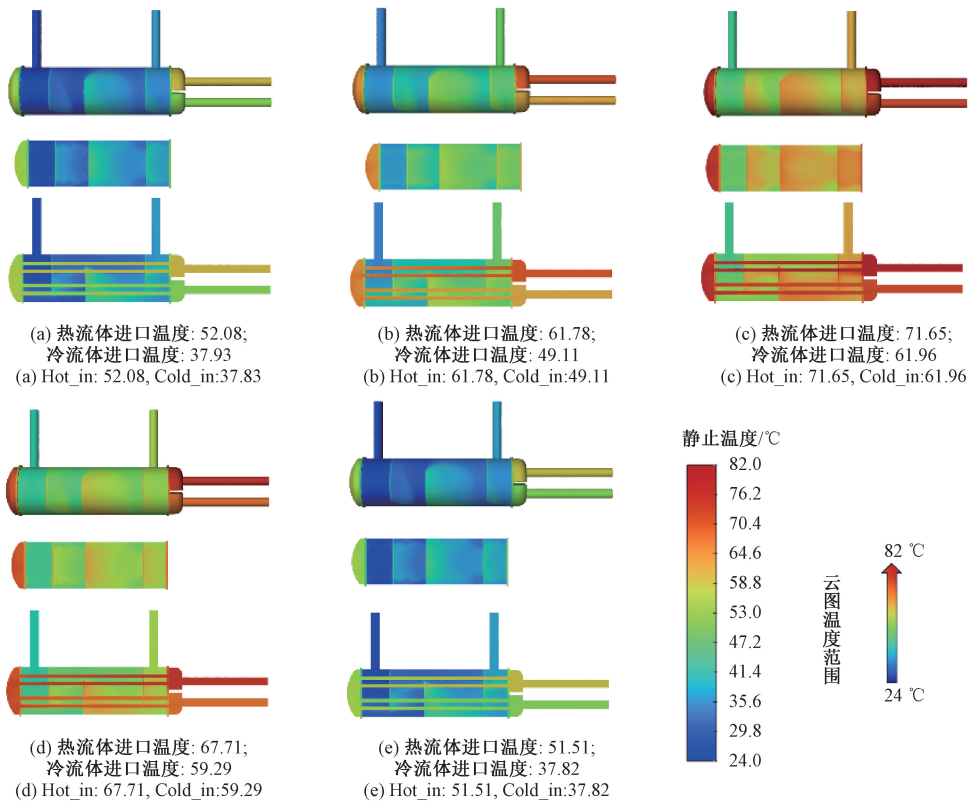 (a) 热流体进口温度: 52.08;
冷流体进口温度: 37.93
(a) Hot_in: 52.08, Cold_in:37.83
(b) 热流体进口温度: 61.78;
冷流体进口温度: 49.11
(b) Hot_in: 61.78, Cold_in:49.11
(c) 热流体进口温度: 71.65;
冷流体进口温度: 61.96
(c) Hot_in: 71.65, Cold_in:61.96
(d) 热流体进口温度: 67.71;
冷流体进口温度: 59.29
(d) Hot_in: 67.71, Cold_in:59.29
(e) 热流体进口温度: 51.51;
冷流体进口温度: 37.82
(e) Hot_in: 51.51, Cold_in:37.82
静止温度/℃
82.0
76.2
70.4
64.6
58.8
53.0
47.2
41.4
35.6
29.8
24.0
云图温度范围
82 ℃
24 ℃